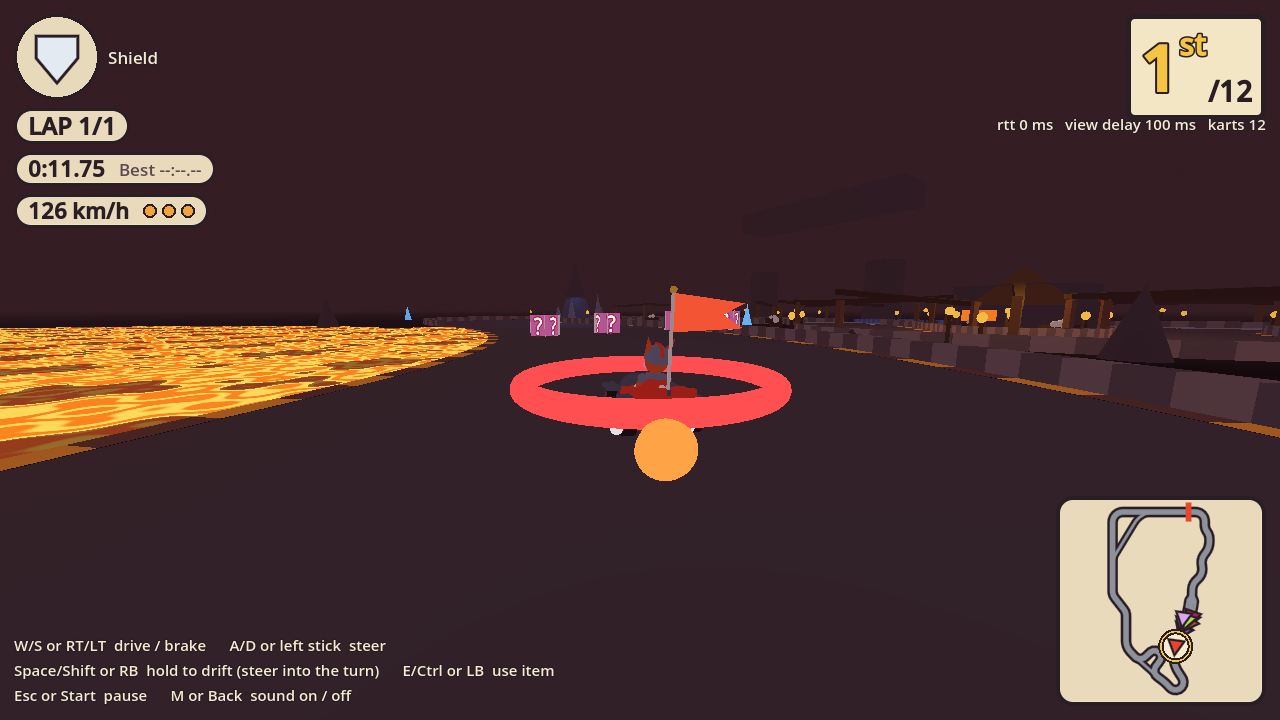 Shield
1st
/12
rtt 0 ms view delay 100 ms karts 12
LAP 1/1
0:11.75 Best --:--.--
126 km/h
? ? ? ?
W/S or RT/LT drive / brake A/D or left stick steer
Space/Shift or RB hold to drift (steer into the turn) E/Ctrl or LB use item
Esc or Start pause M or Back sound on / off